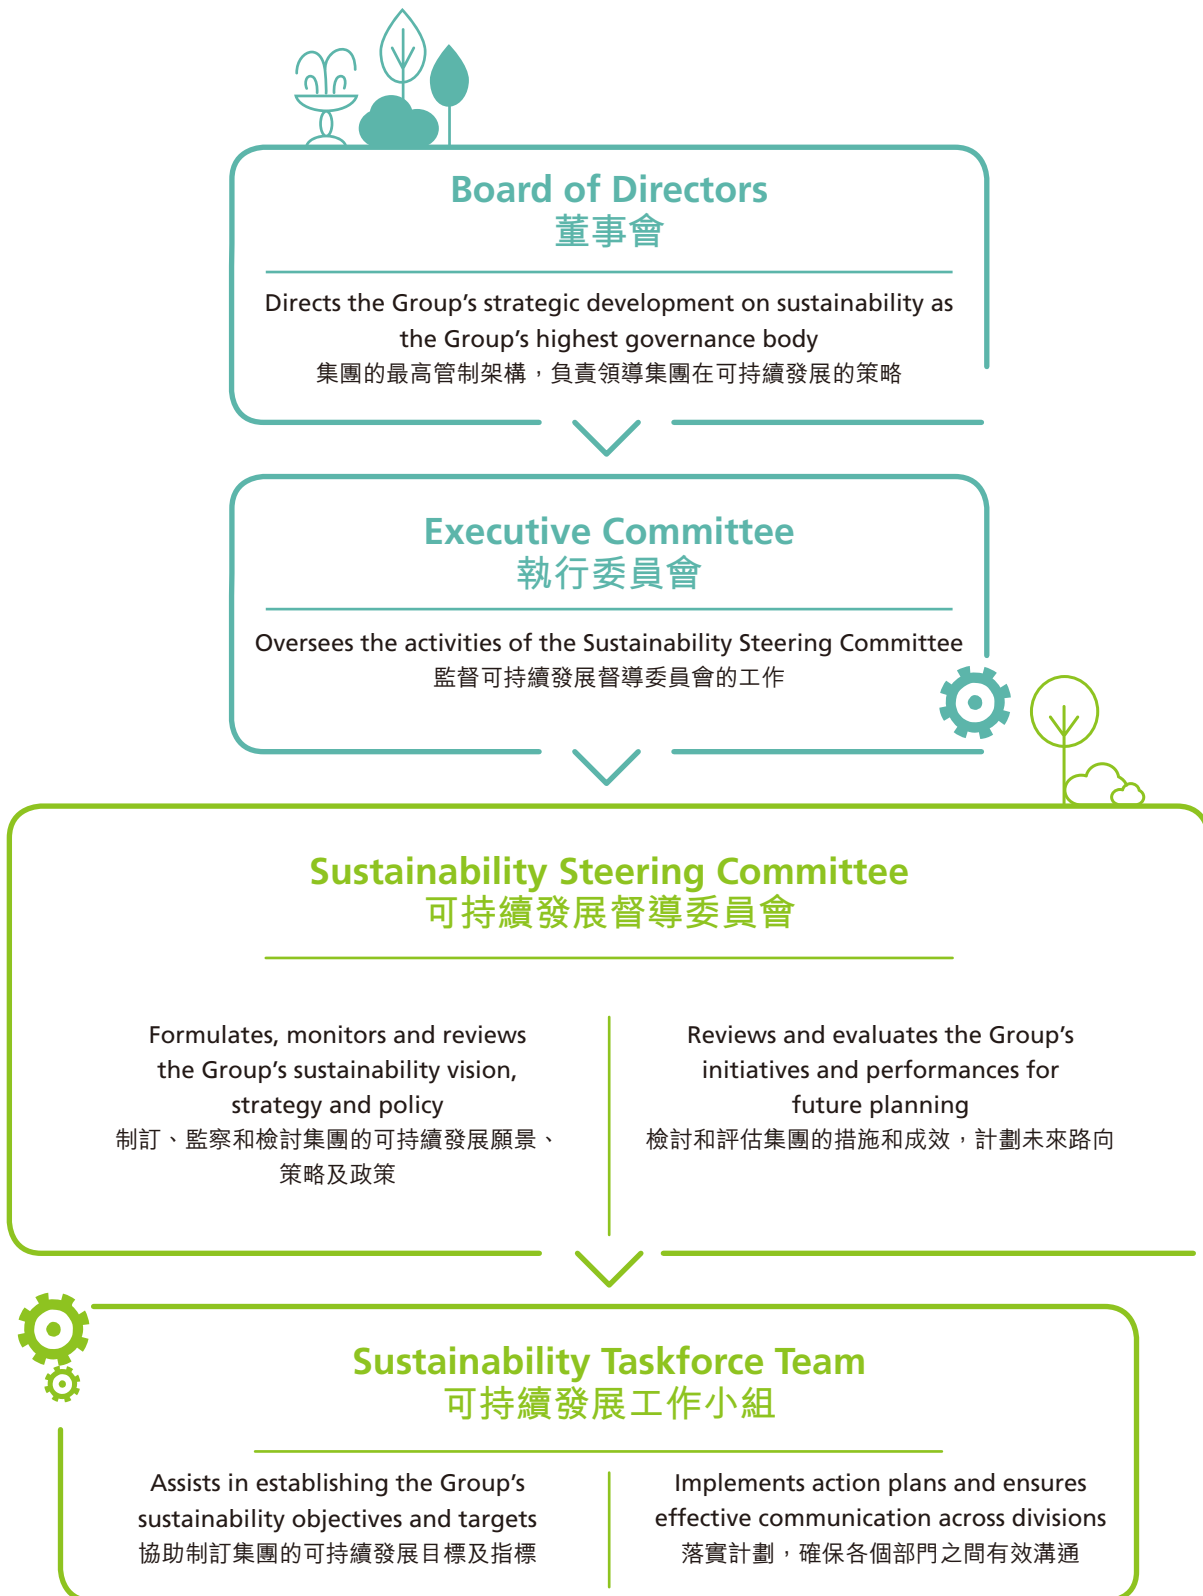 Board of Directors
董事會
Directs the Group’s strategic development on sustainability as
the Group’s highest governance body
集團的最高管制架構，負責領導集團在可持續發展的策略
Executive Committee
執行委員會
Oversees the activities of the Sustainability Steering Committee
監督可持續發展督導委員會的工作
Sustainability Steering Committee
可持續發展督導委員會
Formulates, monitors and reviews
the Group’s sustainability vision,
strategy and policy
制訂、監察和檢討集團的可持續發展願景、
策略及政策
Reviews and evaluates the Group’s
initiatives and performances for
future planning
檢討和評估集團的措施和成效，計劃未來路向
Sustainability Taskforce Team
可持續發展工作小組
Assists in establishing the Group’s
sustainability objectives and targets
協助制訂集團的可持續發展目標及指標
Implements action plans and ensures
effective communication across divisions
落實計劃，確保各個部門之間有效溝通